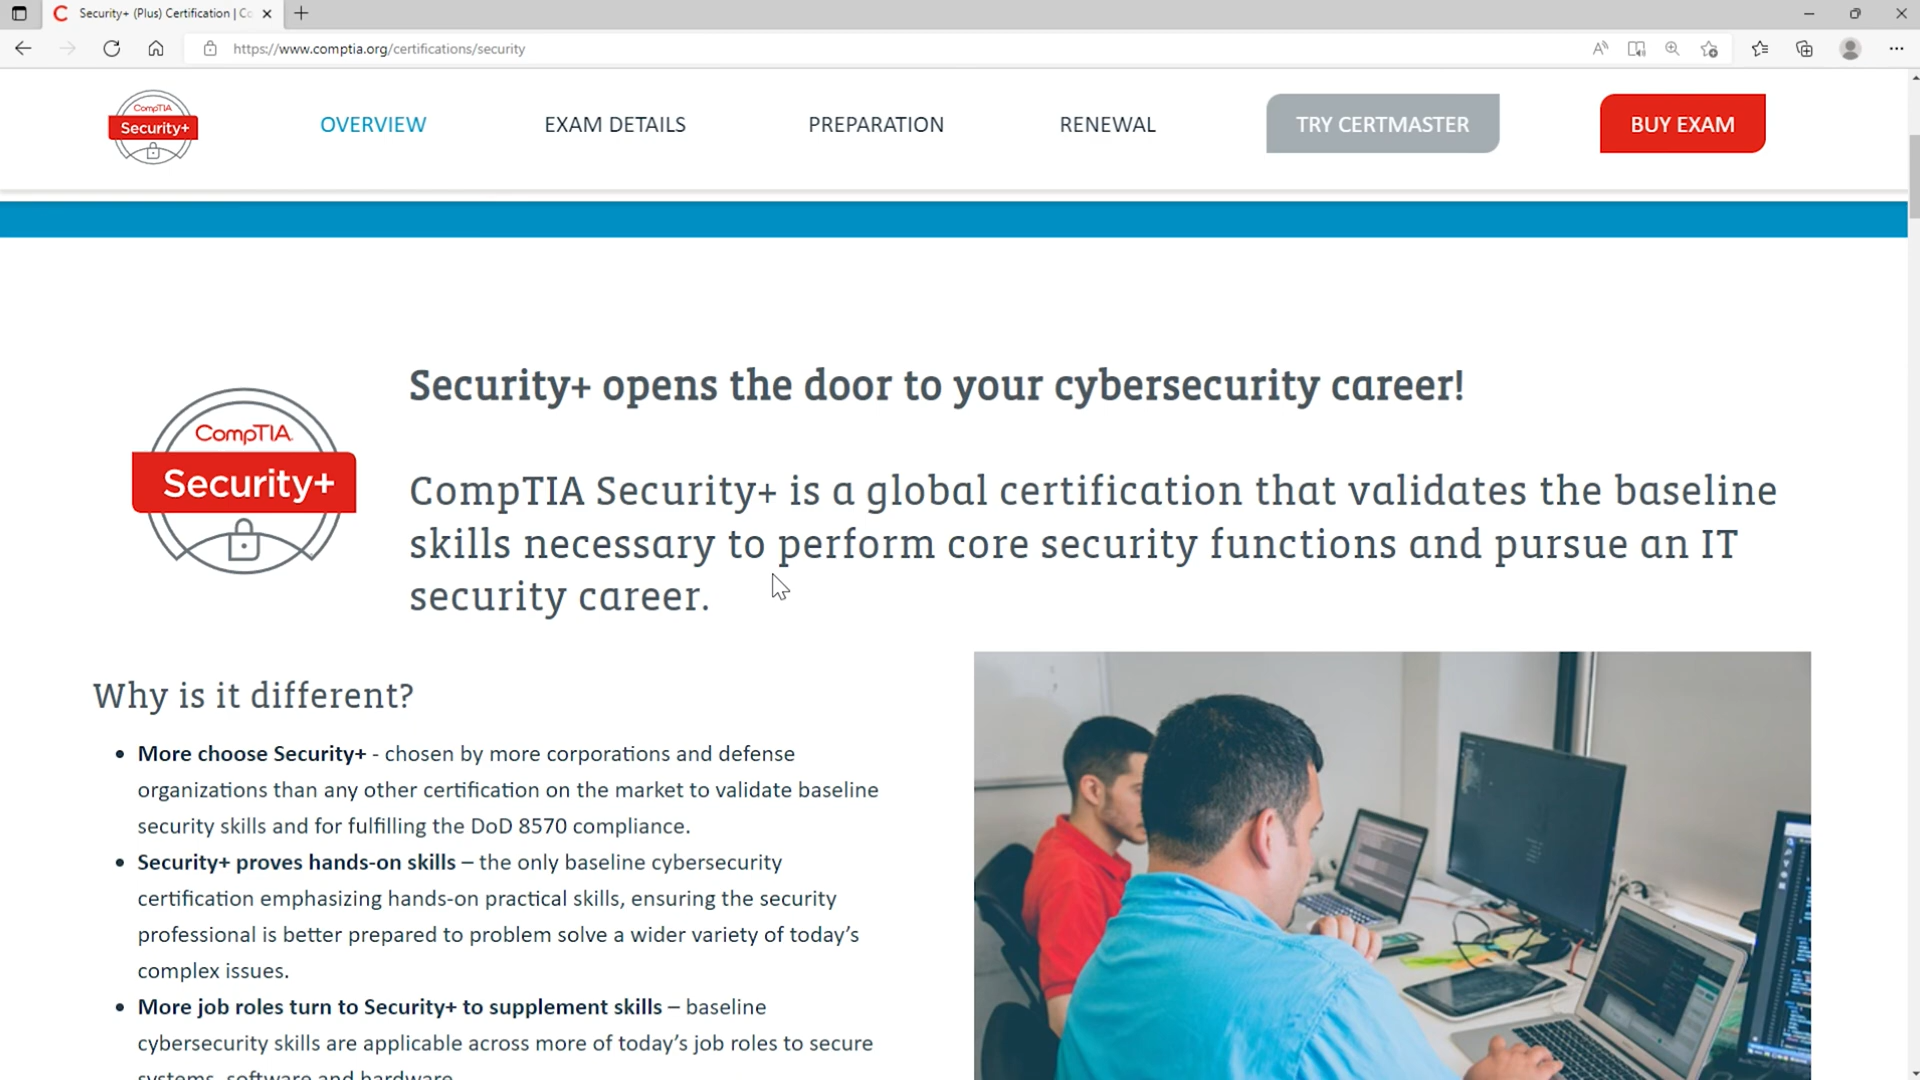 Security+ (Plus) Certification | Co
https://www.comptia.org/certifications/security
CompTIA
Security+
OVERVIEW
EXAM DETAILS
PREPARATION
RENEWAL
TRY CERTMASTER
BUY EXAM
Security+ opens the door to your cybersecurity career!
CompTIA.
Security+
CompTIA Security+ is a global certification that validates the baseline
skills necessary to perform core security functions and pursue an IT
security career.
Why is it different?
• More choose Security+ - chosen by more corporations and defense
organizations than any other certification on the market to validate baseline
security skills and for fulfilling the DoD 8570 compliance.
• Security+ proves hands-on skills – the only baseline cybersecurity
certification emphasizing hands-on practical skills, ensuring the security
professional is better prepared to problem solve a wider variety of today’s
complex issues.
• More job roles turn to Security+ to supplement skills – baseline
cybersecurity skills are applicable across more of today’s job roles to secure
systems, software and hardware